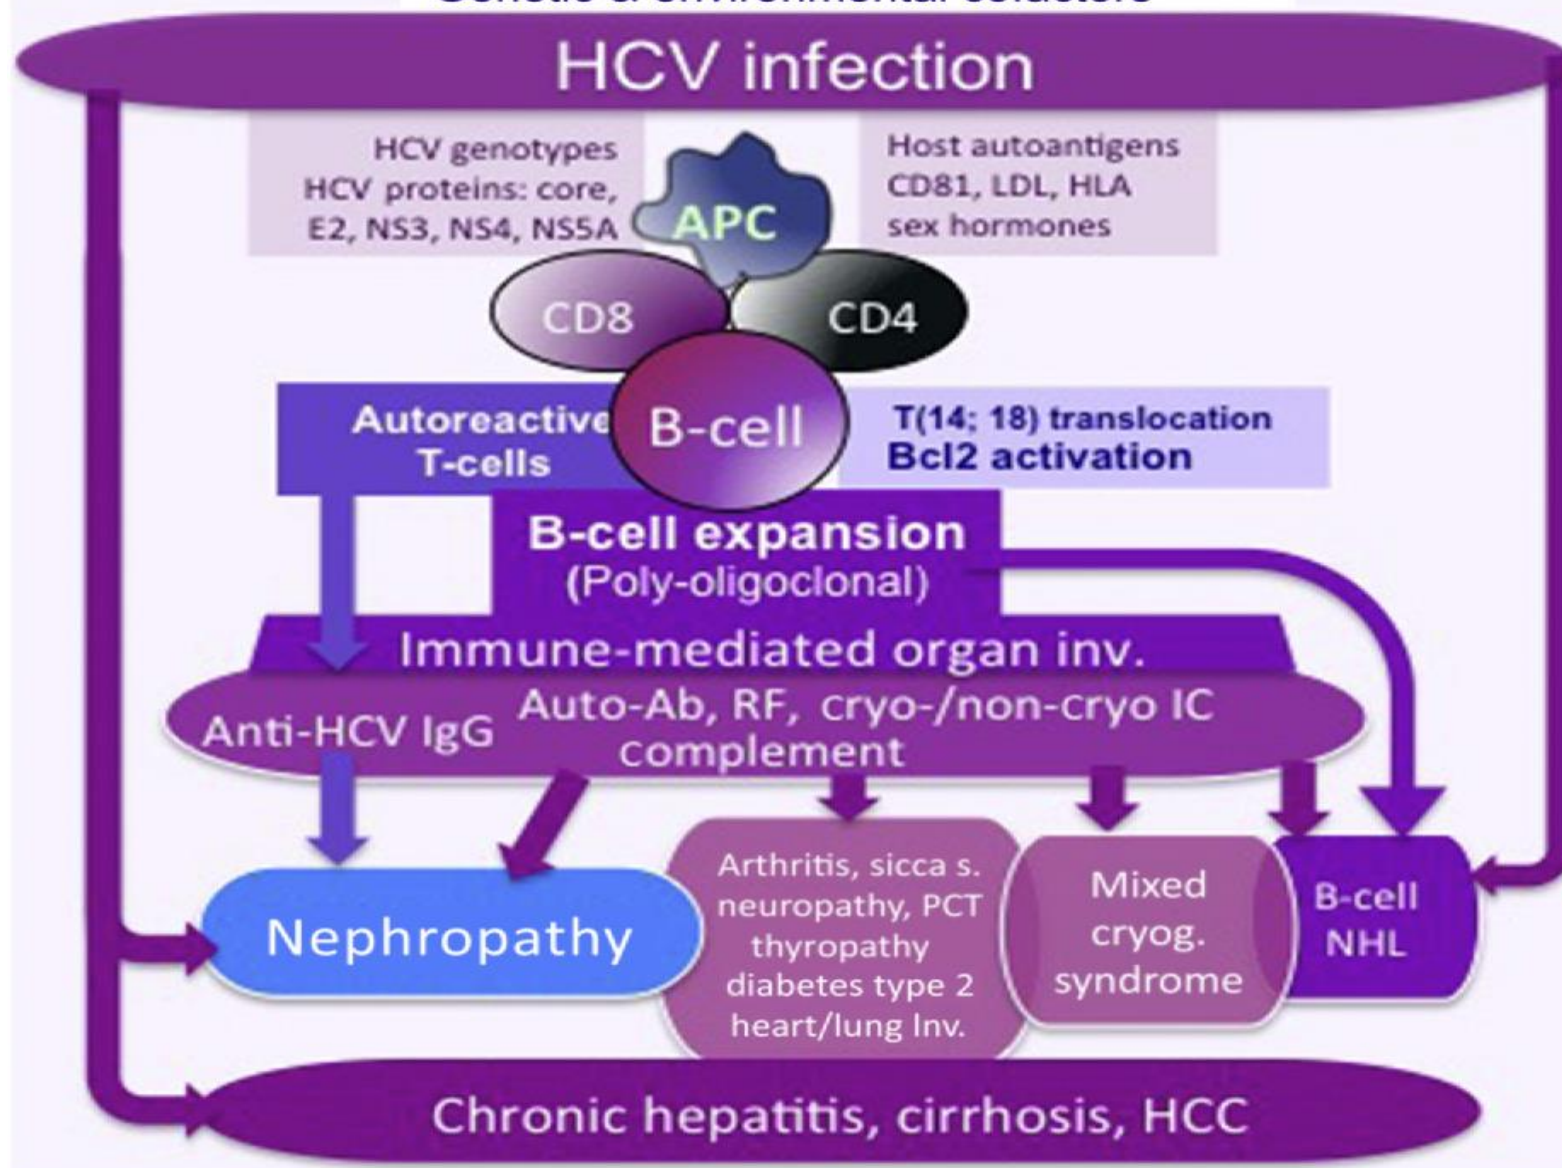 Genetic & environmental cofactors
HCV infection
HCV genotypes
HCV proteins: core,
E2, NS3, NS4, NS5A
APC
Host autoantigens
CD81, LDL, HLA
sex hormones
CD8
CD4
Autoreactive
T-cells
B-cell
T(14; 18) translocation
Bcl2 activation
B-cell expansion
(Poly-oligoclonal)
Immune-mediated organ inv.
Anti-HCV IgG
Auto-Ab, RF, cryo-/non-cryo IC
complement
Nephropathy
Arthritis, sicca s.
neuropathy, PCT
thyropathy
diabetes type 2
heart/lung Inv.
Mixed
cryog.
syndrome
B-cell
NHL
Chronic hepatitis, cirrhosis, HCC